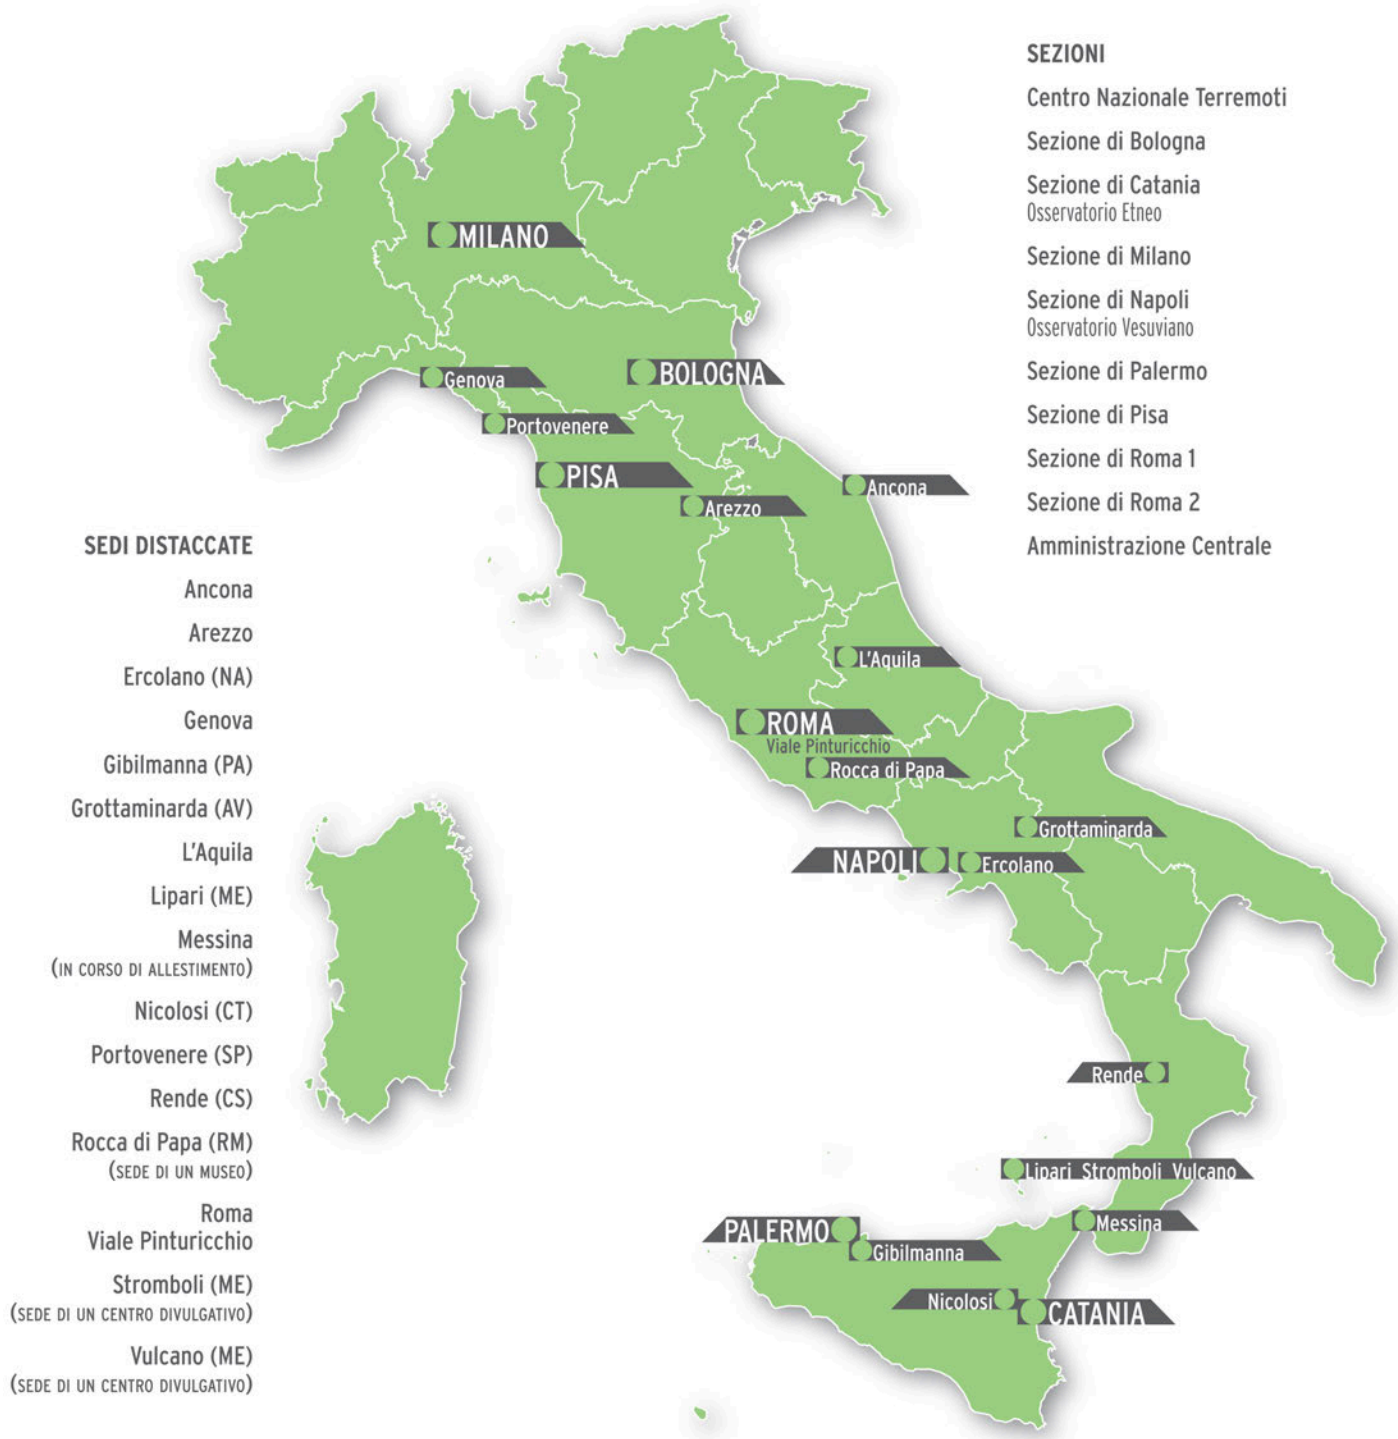 SEZIONI
Centro Nazionale Terremoti
Sezione di Bologna
Sezione di Catania
Osservatorio Etneo
Sezione di Milano
Sezione di Napoli
Osservatorio Vesuviano
Sezione di Palermo
Sezione di Pisa
Sezione di Roma 1
Sezione di Roma 2
Amministrazione Centrale
MILANO
Genova
BOLOGNA
Portovenere
PISA
Ancona
Arezzo
L'Aquila
ROMA
Viale Pinturicchio
Rocca di Papa
Grottaminarda
NAPOLI
Ercolano
Rende
Lipari Stromboli Vulcano
Messina
PALERMO
Gibilmanna
Nicolosi
CATANIA
SEDI DISTACCATE
Ancona
Arezzo
Ercolano (NA)
Genova
Gibilmanna (PA)
Grottaminarda (AV)
L'Aquila
Lipari (ME)
Messina
(IN CORSO DI ALLESTIMENTO)
Nicolosi (CT)
Portovenere (SP)
Rende (CS)
Rocca di Papa (RM)
(SEDE DI UN MUSEO)
Roma
Viale Pinturicchio
Stromboli (ME)
(SEDE DI UN CENTRO DIVULGATIVO)
Vulcano (ME)
(SEDE DI UN CENTRO DIVULGATIVO)